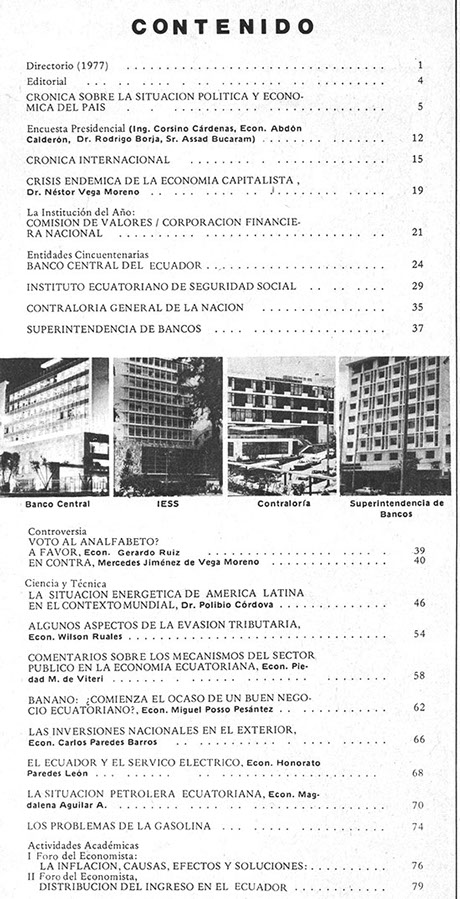 CONTENIDO
Directorio (1977) . . . . . . . . . . . . . . . . . 1
Editorial . . . . . . . . . . . . . . . . . . . 4
CRONICA SOBRE LA SITUACION POLITICA Y ECONO-
MICA DEL PAIS . . . . . . . . . . . . . . . . 5
Encuesta Presidencial (Ing. Corsino Cárdenas, Econ. Abdón
Calderón, Dr. Rodrigo Borja, Sr. Assad Bucaram) . . . . . . . . . 12
CRONICA INTERNACIONAL . . . . . . . . . . . . . 15
CRISIS ENDEMICA DE LA ECONOMIA CAPITALISTA ,
Dr. Néstor Vega Moreno . . . . . . . . . . . . . . . 19
La Institución del Año:
COMISION DE VALORES / CORPORACION FINANCIE-
RA NACIONAL . . . . . . . . . . . . . . . . . 21
Entidades Cincuentenarias
BANCO CENTRAL DEL ECUADOR . . . . . . . . . . . . 24
INSTITUTO ECUATORIANO DE SEGURIDAD SOCIAL . . . . . . 29
CONTRALORIA GENERAL DE LA NACION . . . . . . . . 35
SUPERINTENDENCIA DE BANCOS . . . . . . . . . . . 37
Banco Central IESS Contraloría Superintendencia de
Bancos
Controversia
VOTO AL ANALFABETO?
A FAVOR, Econ. Gerardo Ruiz . . . . . . . . . . . . . . 39
EN CONTRA, Mercedes Jiménez de Vega Moreno . . . . . . . . . . 40
Ciencia y Técnica
LA SITUACION ENERGETICA DE AMERICA LATINA
EN EL CONTEXTO MUNDIAL, Dr. Polibio Córdova . . . . . . . . . . 46
ALGUNOS ASPECTOS DE LA EVASION TRIBUTARIA,
Econ. Wilson Ruales . . . . . . . . . . . . . . . . . . 54
COMENTARIOS SOBRE LOS MECANISMOS DEL SECTOR
PUBLICO EN LA ECONOMIA ECUATORIANA, Econ. Pie-
dad M. de Viteri . . . . . . . . . . . . . . . . . . 58
BANANO: ¿COMIENZA EL OCASO DE UN BUEN NEGO-
CIO ECUATORIANO?, Econ. Miguel Posso Pesántez . . . . . . . . . 62
LAS INVERSIONES NACIONALES EN EL EXTERIOR,
Econ. Carlos Paredes Barros . . . . . . . . . . . . . . 66
EL ECUADOR Y EL SERVICO ELECTRICO, Econ. Honorato
Paredes León . . . . . . . . . . . . . . . . . . 68
LA SITUACION PETROLERA ECUATORIANA, Econ. Mag-
dalena Aguilar A. . . . . . . . . . . . . . . . . . . 70
LOS PROBLEMAS DE LA GASOLINA . . . . . . . . . . . 74
Actividades Académicas
I Foro del Economista:
LA INFLACION, CAUSAS, EFECTOS Y SOLUCIONES: . . . . . . . 76
II Foro del Economista,
DISTRIBUCION DEL INGRESO EN EL ECUADOR . . . . . . . . 79